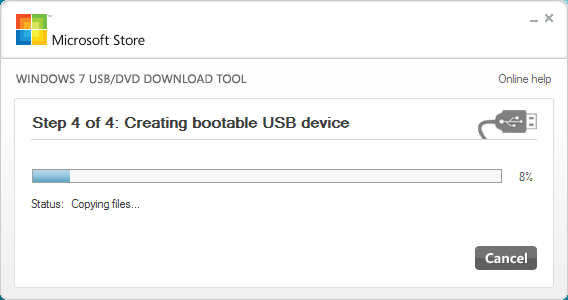 Microsoft Store
WINDOWS 7 USB/DVD DOWNLOAD TOOL
Online help
Step 4 of 4: Creating bootable USB device
8%
Status: Copying files...
Cancel